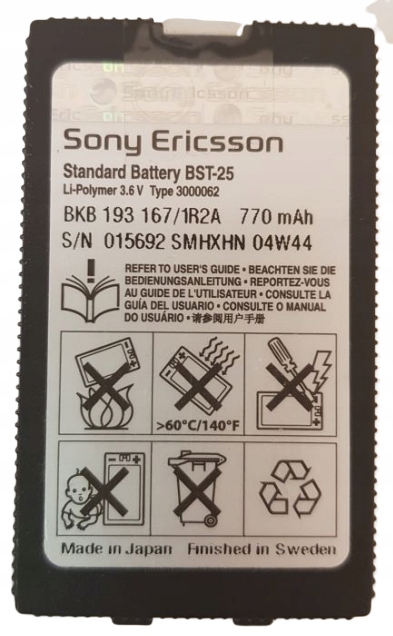 Sony Ericsson
Sony Ericsson
Standard Battery BST-25
Li-Polymer 3.6 V Type 3000062
BKB 193 167/1R2A 770 mAh
S/N 015692 SMHXHN 04W44
REFER TO USER'S GUIDE • BEACHTEN SIE DIE
BEDIENUNGSANLEITUNG • REPORTEZ-VOUS
AU GUIDE DE L'UTILISATEUR • CONSULTE LA
GUÍA DEL USUARIO • CONSULTE O MANUAL
DO USUÁRIO • 请参阅用户手册
>60°C/140°F
Made in Japan Finished in Sweden